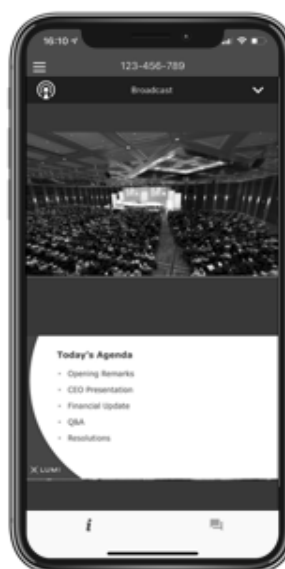 16:10
123-456-789
Broadcast
Today's Agenda
- Opening Remarks
- CEO Presentation
- Financial Update
- Q&A
- Resolutions
LUMI
i